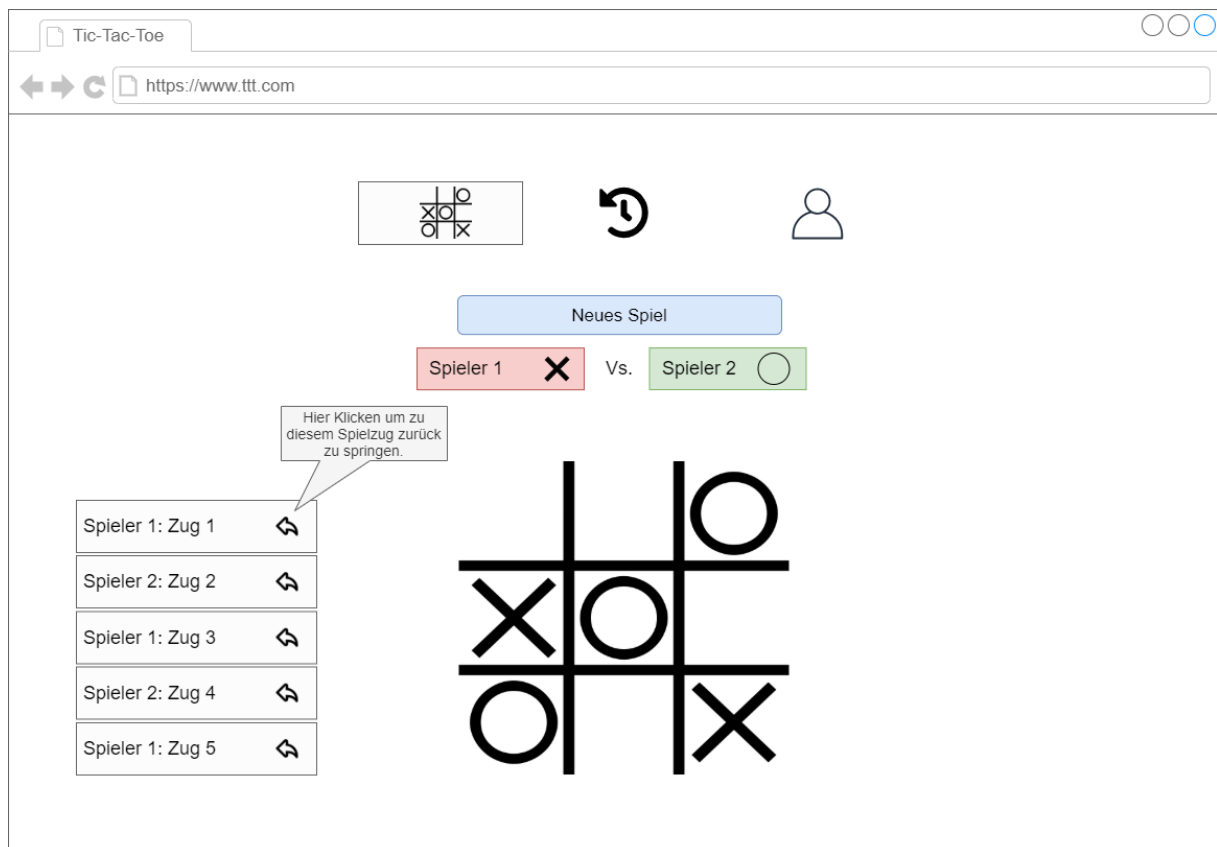 Tic-Tac-Toe
https://www.ttt.com
Neues Spiel
Spieler 1
Vs.
Spieler 2
Hier Klicken um zu
diesem Spielzug zurück
zu springen.
Spieler 1: Zug 1
Spieler 2: Zug 2
Spieler 1: Zug 3
Spieler 2: Zug 4
Spieler 1: Zug 5